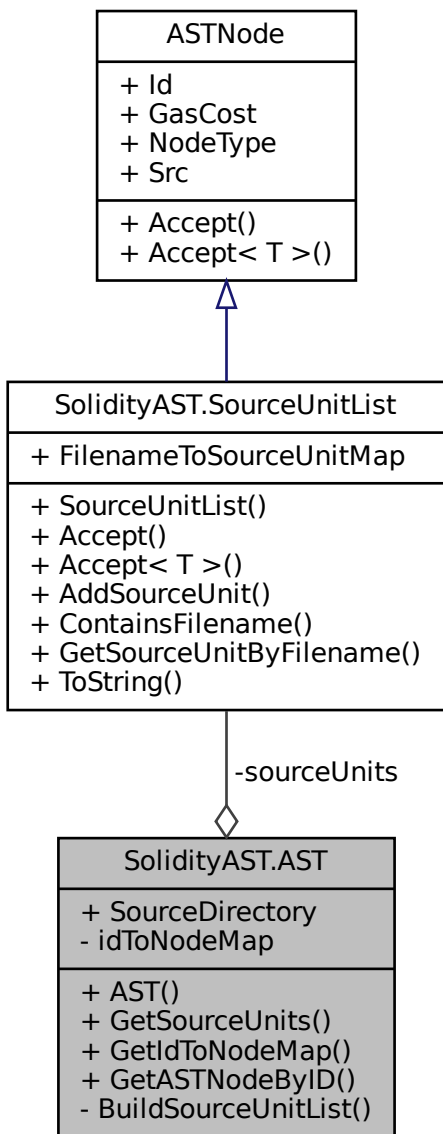 ASTNode
+ Id
+ GasCost
+ NodeType
+ Src
+ Accept()
+ Accept< T >()
SolidityAST.SourceUnitList
+ FilenameToSourceUnitMap
+ SourceUnitList()
+ Accept()
+ Accept< T >()
+ AddSourceUnit()
+ ContainsFilename()
+ GetSourceUnitByFilename()
+ ToString()
-sourceUnits
SolidityAST.AST
+ SourceDirectory
- idToNodeMap
+ AST()
+ GetSourceUnits()
+ GetIdToNodeMap()
+ GetASTNodeByID()
- BuildSourceUnitList()